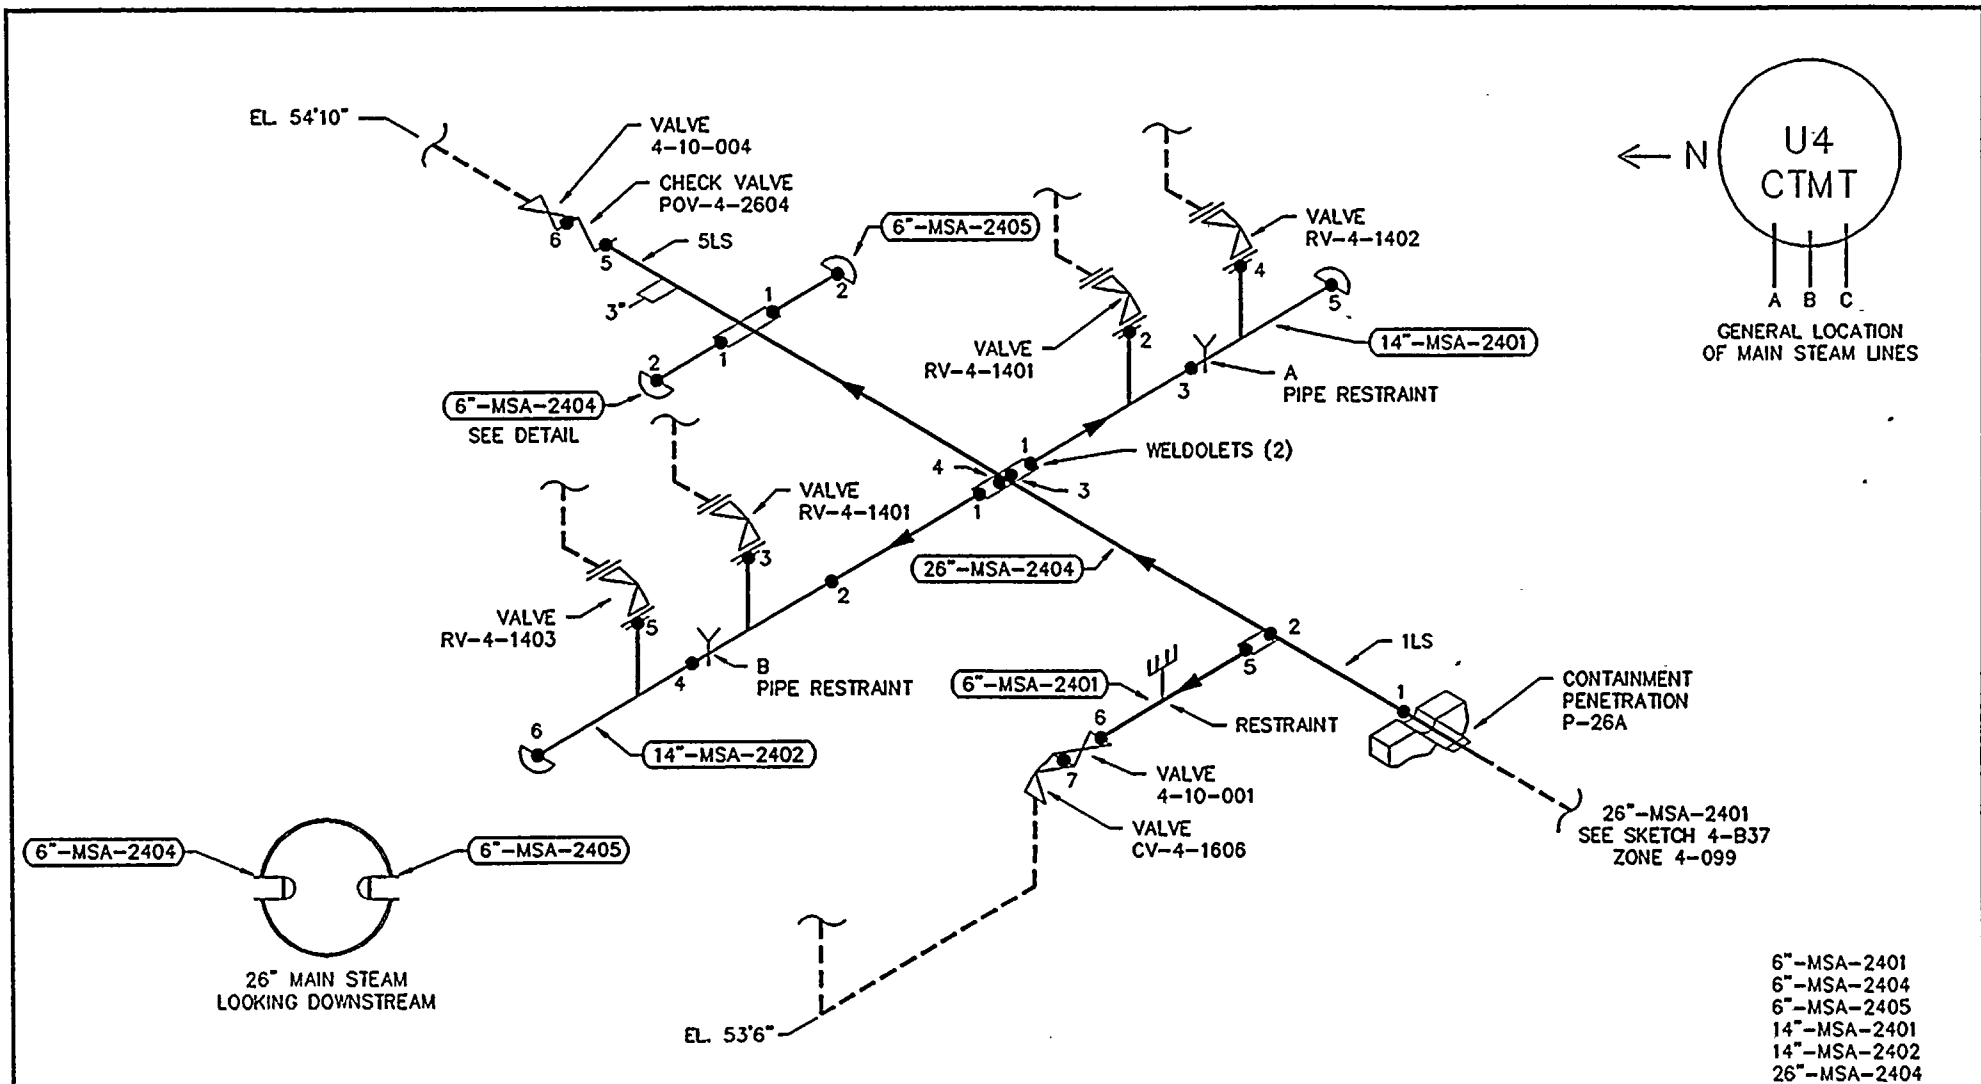 EL. 54'10"
VALVE
4-10-004
CHECK VALVE
POV-4-2604
6
5
5LS
3"
6"-MSA-2405
1
2
1
2
6"-MSA-2404
SEE DETAIL
VALVE
RV-4-1402
4
5
VALVE
RV-4-1401
2
3
A
PIPE RESTRAINT
14"-MSA-2401
N
U4
CTMT
A B C
GENERAL LOCATION
OF MAIN STEAM LINES
4
1
WELDOLETS (2)
3
1
VALVE
RV-4-1401
3
2
26"-MSA-2404
VALVE
RV-4-1403
5
4
B
PIPE RESTRAINT
6
14"-MSA-2402
2
5
1LS
6"-MSA-2401
RESTRAINT
6
7
VALVE
4-10-001
VALVE
CV-4-1606
1
CONTAINMENT
PENETRATION
P-26A
26"-MSA-2401
SEE SKETCH 4-B37
ZONE 4-099
6"-MSA-2404
6"-MSA-2405
26" MAIN STEAM
LOOKING DOWNSTREAM
EL. 53'6"
6"-MSA-2401
6"-MSA-2404
6"-MSA-2405
14"-MSA-2401
14"-MSA-2402
26"-MSA-2404